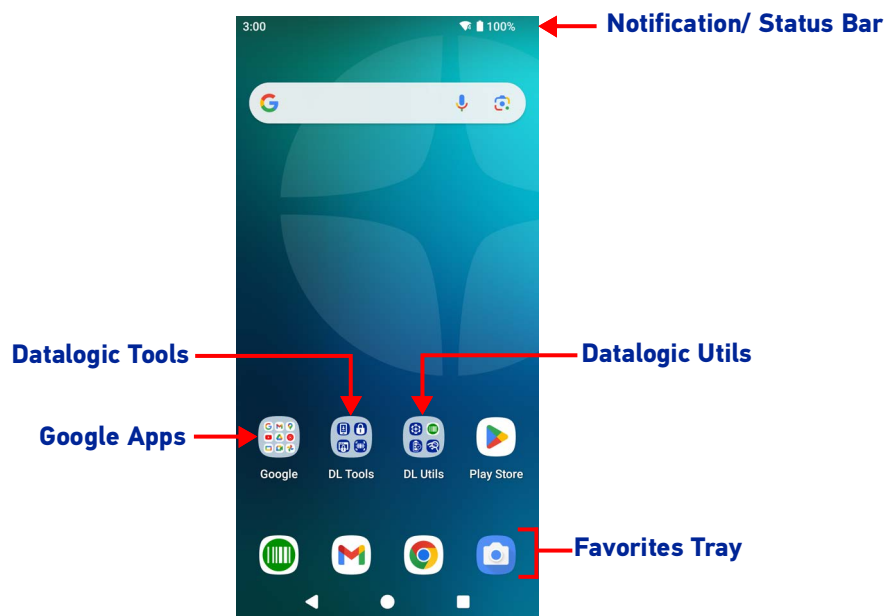 3:00
100%
Notification/ Status Bar
Datalogic Tools
Datalogic Utils
Google Apps
Google
DL Tools
DL Utils
Play Store
Favorites Tray